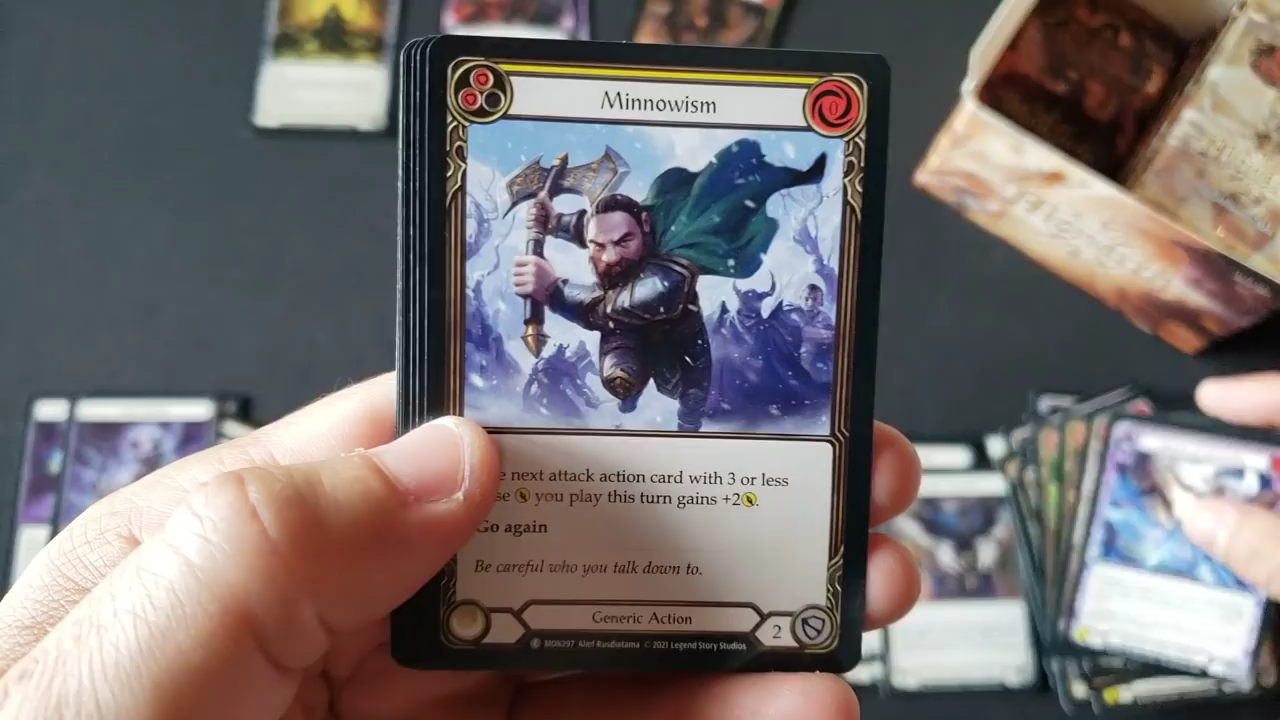 Minnowism
0
next attack action card with 3 or less
you play this turn gains +2
Go again
Be careful who you talk down to.
Generic Action
2
C MON297 Alief Rusdiatama © 2021 Legend Story Studios